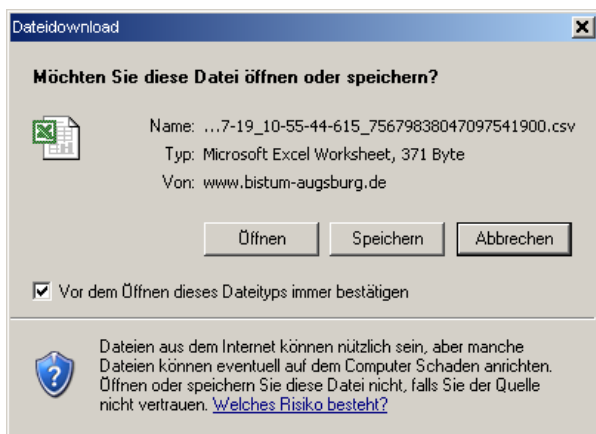 Dateidownload
Möchten Sie diese Datei öffnen oder speichern?
Name: ...7-19_10-55-44-615_75679838047097541900.csv
Typ: Microsoft Excel Worksheet, 371 Byte
Von: www.bistum-augsburg.de
Öffnen Speichern Abbrechen
Vor dem Öffnen dieses Dateityps immer bestätigen
Dateien aus dem Internet können nützlich sein, aber manche
Dateien können eventuell auf dem Computer Schaden anrichten.
Öffnen oder speichern Sie diese Datei nicht, falls Sie der Quelle
nicht vertrauen. Welches Risiko besteht?